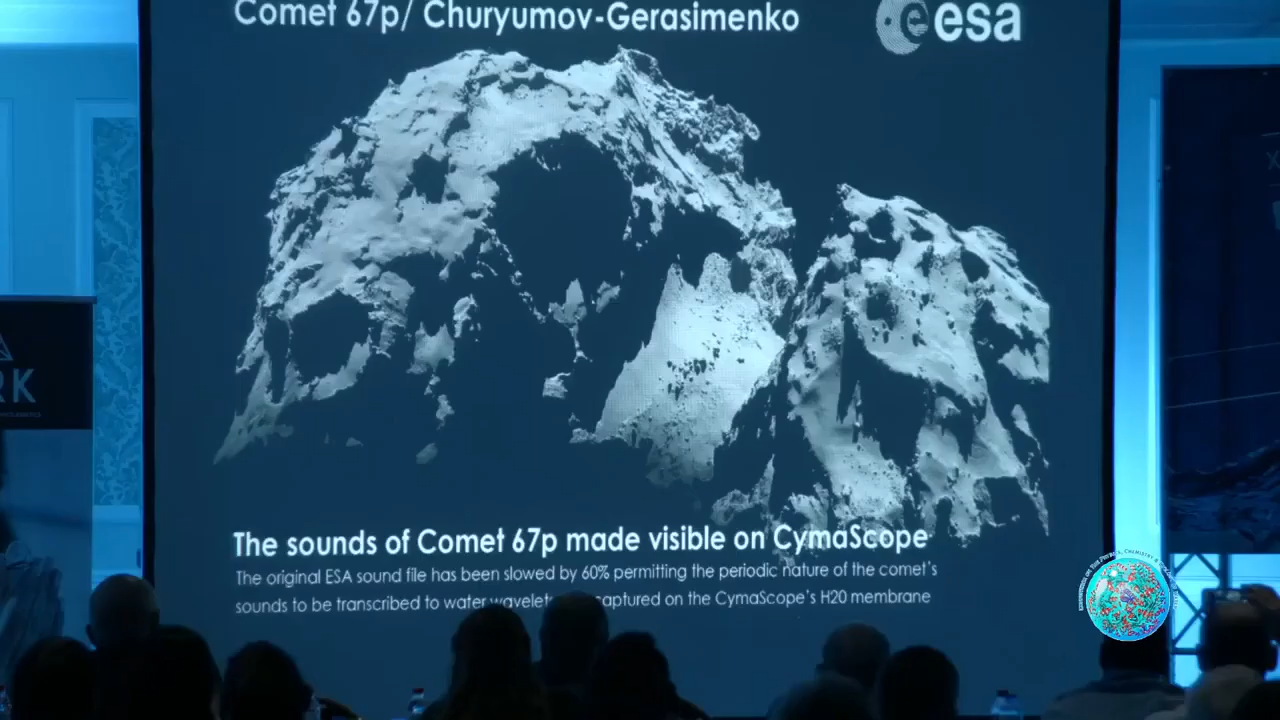 Comet 67p/ Churyumov-Gerasimenko
esa
The sounds of Comet 67p made visible on CymaScope
The original ESA sound file has been slowed by 60% permitting the periodic nature of the comet's
sounds to be transcribed to water captured on the CymaScope's H20 membrane
RK